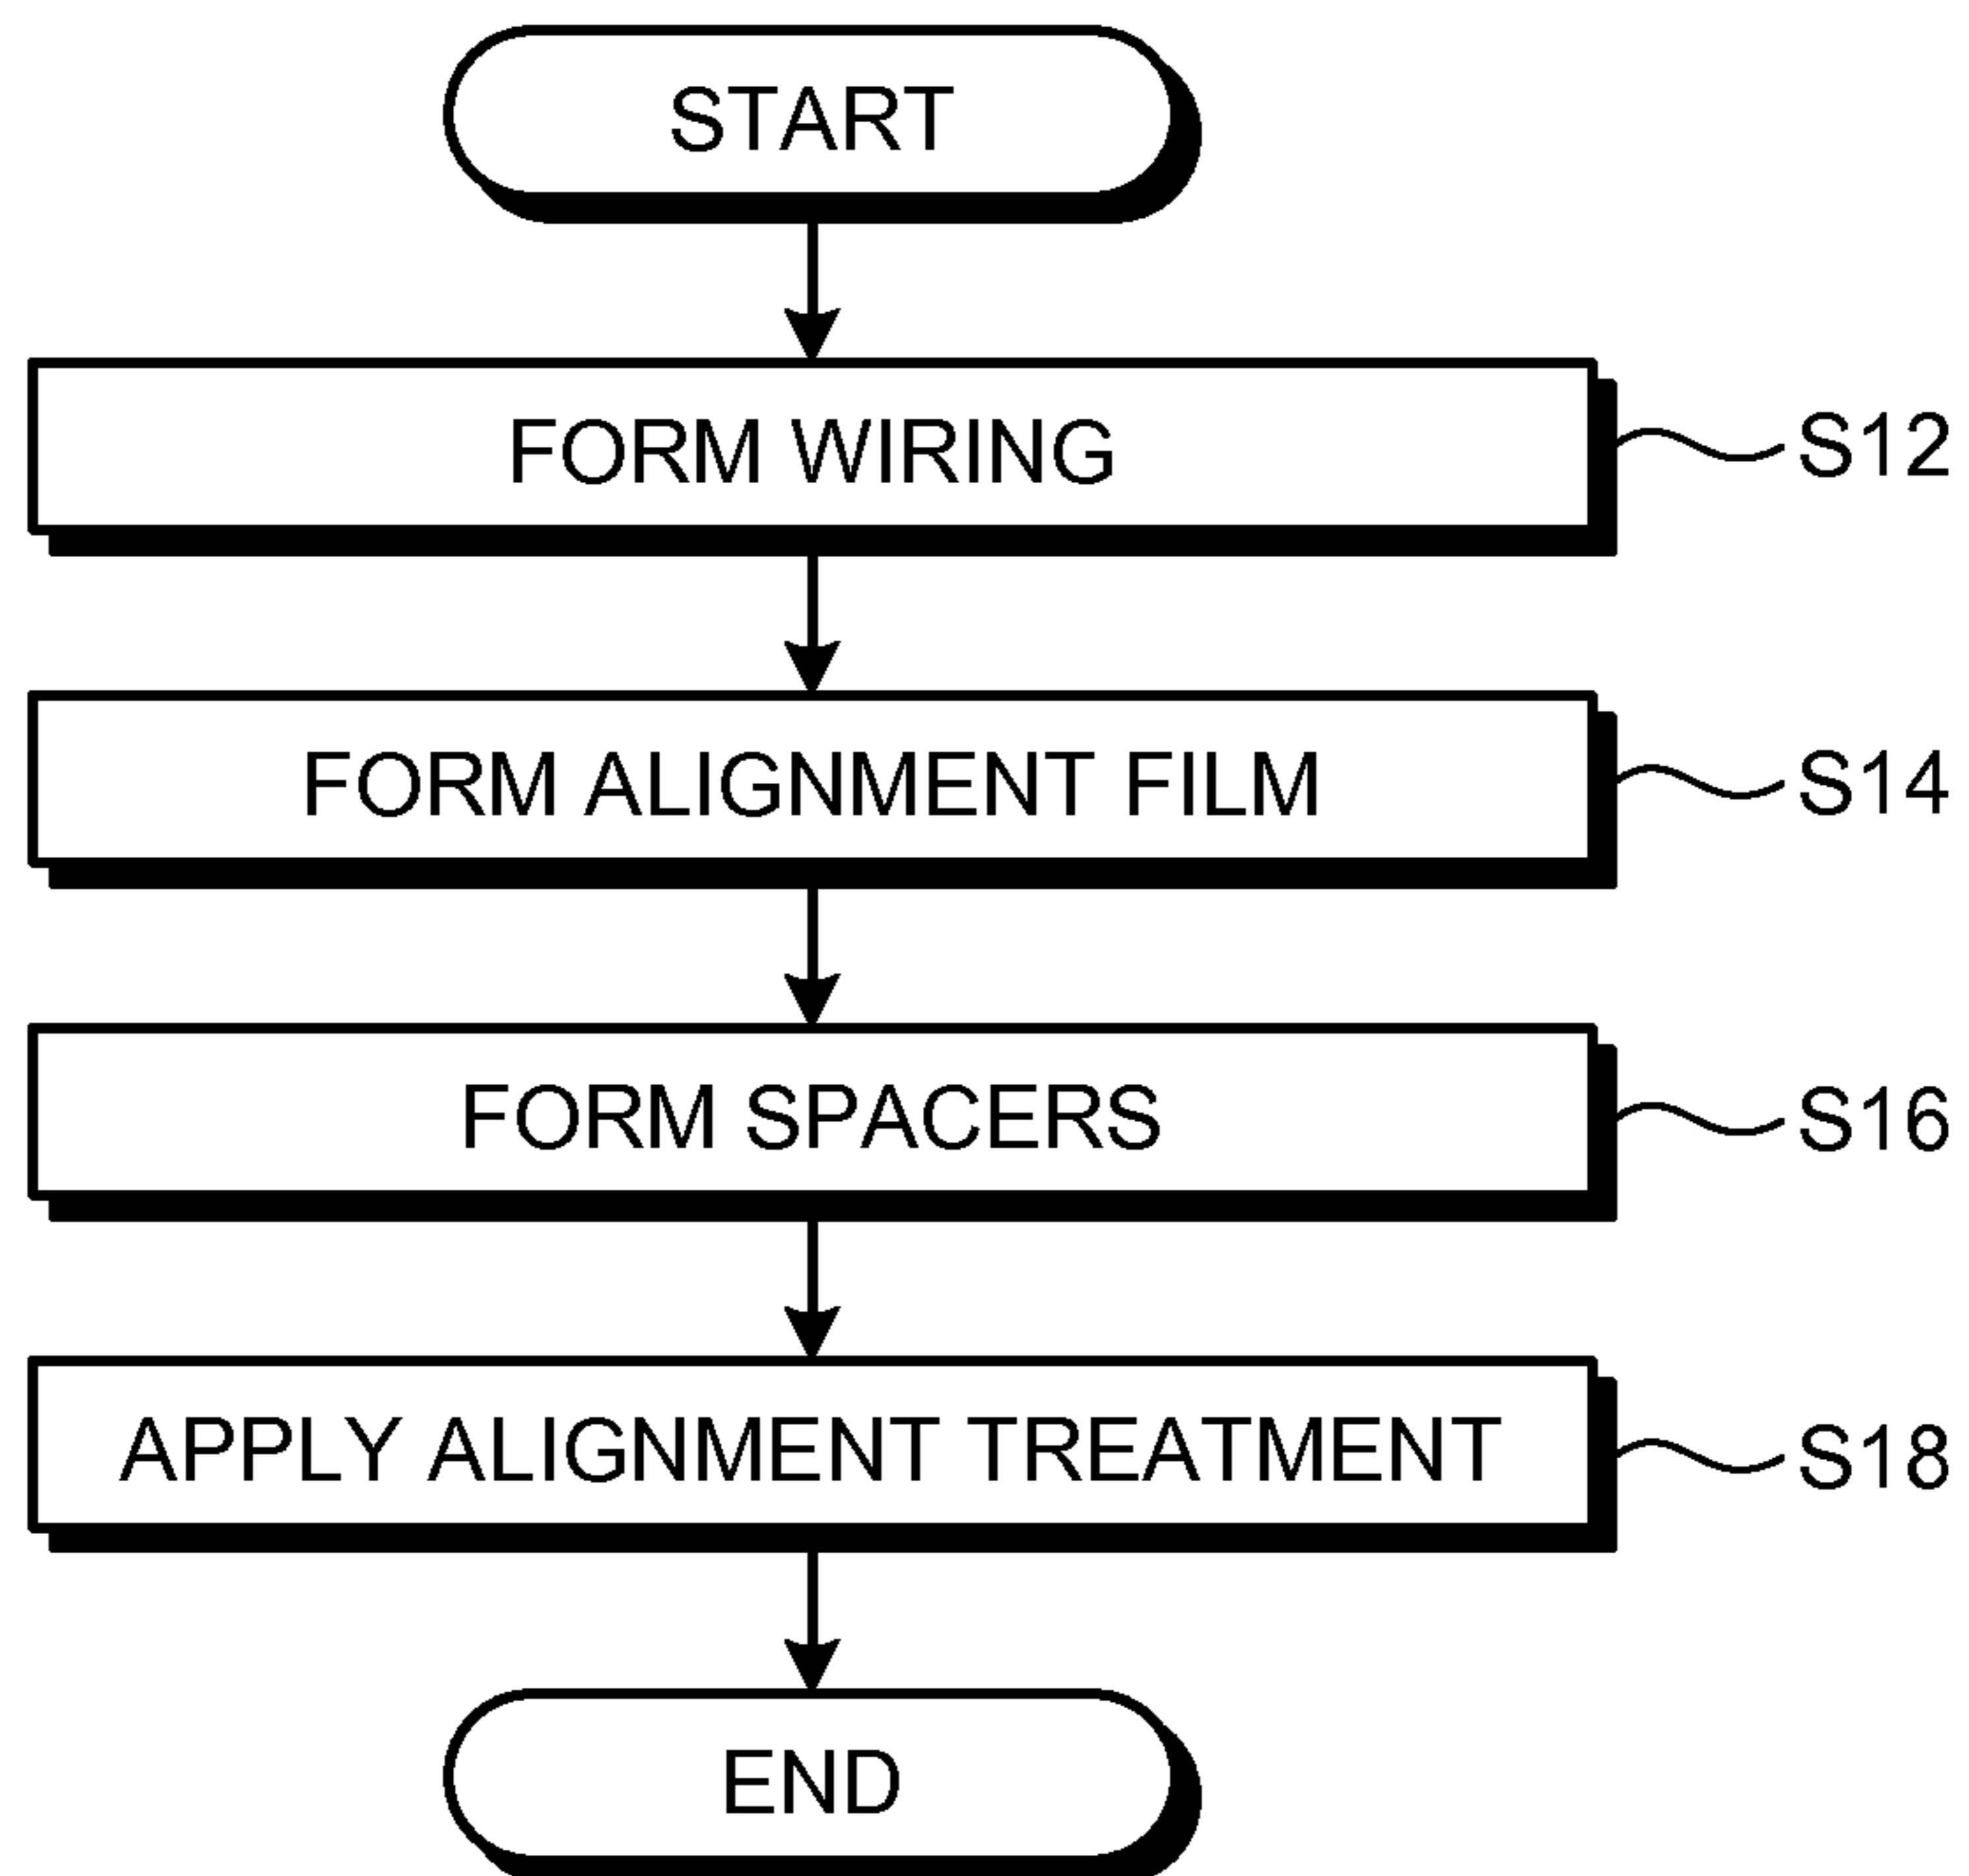 START
FORM WIRING
S12
FORM ALIGNMENT FILM
S14
FORM SPACERS
S16
APPLY ALIGNMENT TREATMENT
S18
END